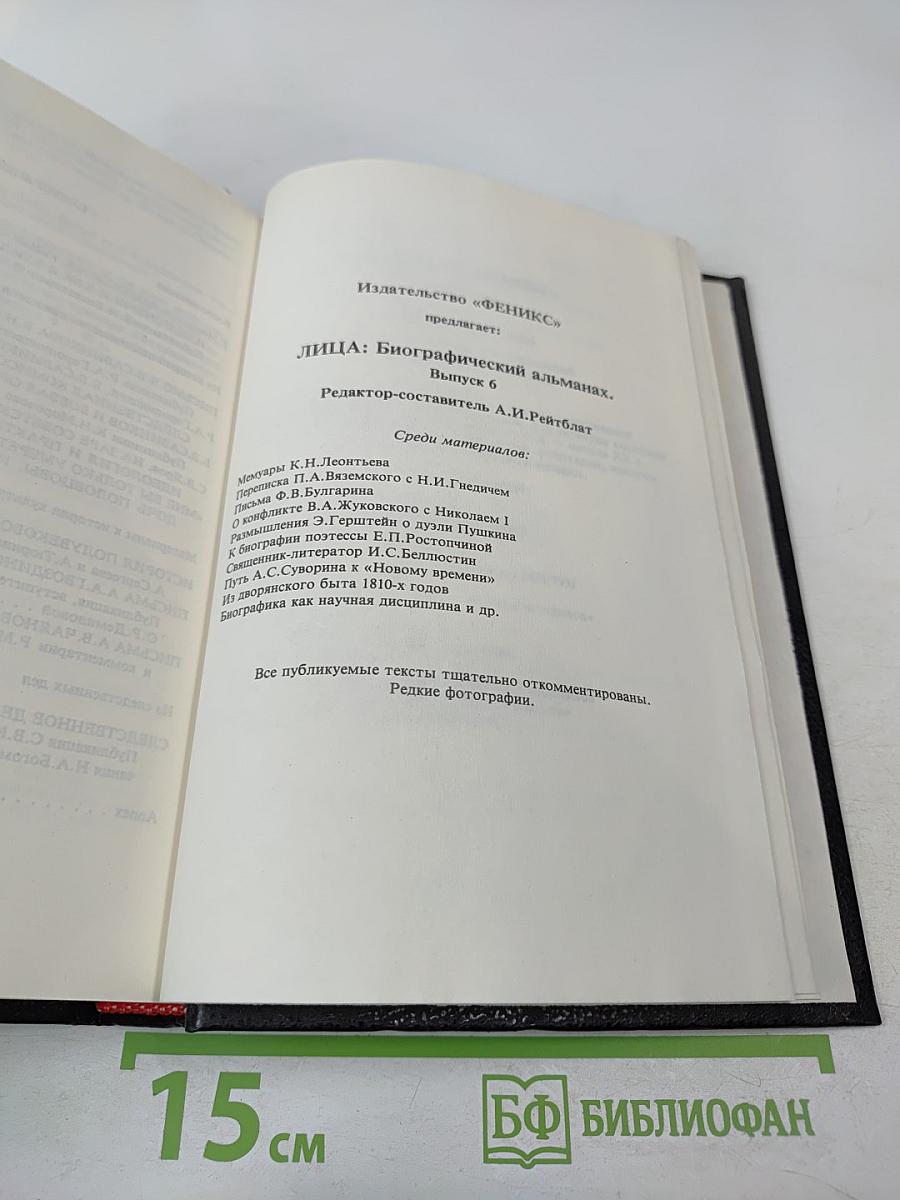 Издательство «ФЕНИКС»
предлагает:
ЛИЦА: Биографический альманах.
Выпуск 6
Редактор-составитель А.И.Рейтблат
Среди материалов:
Мемуары К.Н.Леонтьева
Переписка П.А.Вяземского с Н.И.Гнедичем
Письма Ф.В.Булгарина
О конфликте В.А.Жуковского с Николаем I
Размышления Э.Герштейн о дуэли Пушкина
К биографии поэтессы Е.П.Ростопчиной
Священник-литератор И.С.Беллюстин
Путь А.С.Суворина к «Новому времени»
Из дворянского быта 1810-х годов
Биографика как научная дисциплина и др.
Все публикуемые тексты тщательно откомментированы.
Редкие фотографии.
15 см
БФ БИБЛИОФАН